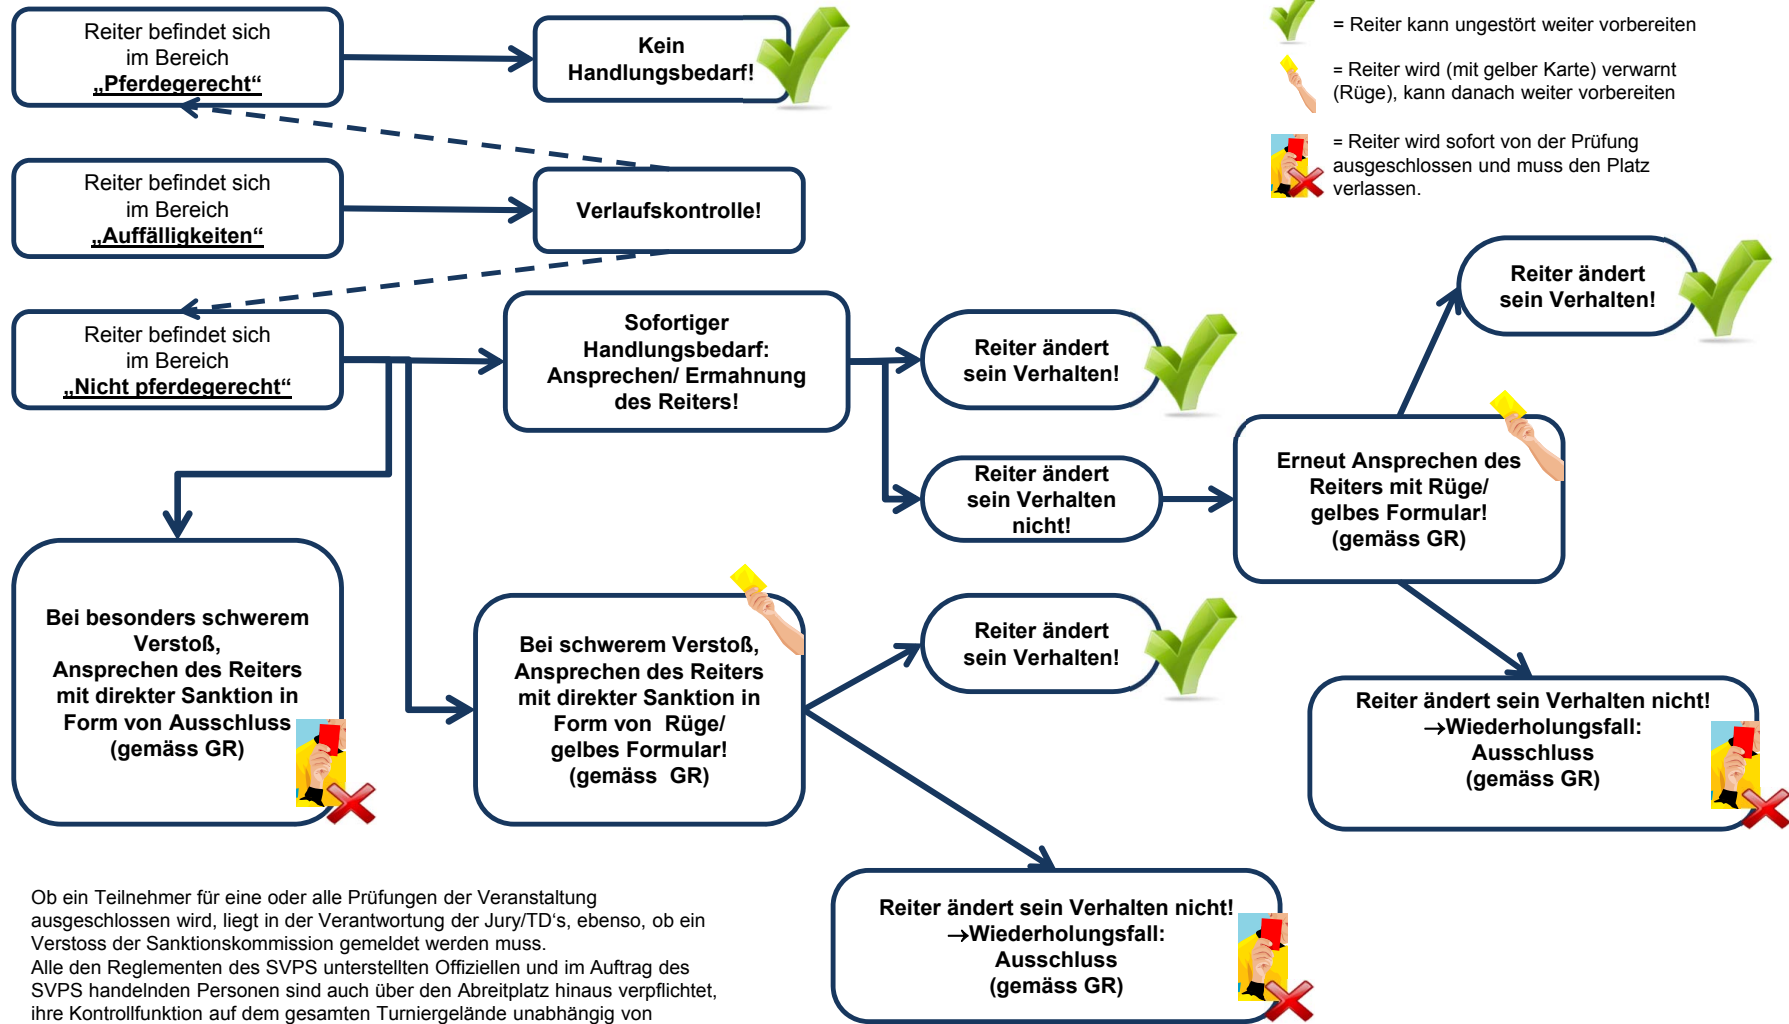 Reiter befindet sich
im Bereich
„Pferdegerecht“
Kein
Handlungsbedarf!
= Reiter kann ungestört weiter vorbereiten
= Reiter wird (mit gelber Karte) verwarnt
(Rüge), kann danach weiter vorbereiten
= Reiter wird sofort von der Prüfung
ausgeschlossen und muss den Platz
verlassen.
Reiter befindet sich
im Bereich
„Auffälligkeiten“
Verlaufskontrolle!
Reiter befindet sich
im Bereich
„Nicht pferdegerecht“
Sofortiger
Handlungsbedarf:
Ansprechen/ Ermahnung
des Reiters!
Reiter ändert
sein Verhalten!
Reiter ändert
sein Verhalten
nicht!
Reiter ändert
sein Verhalten!
Erneut Ansprechen des
Reiters mit Rüge/
gelbes Formular!
(gemäss GR)
Reiter ändert sein Verhalten nicht!
→Wiederholungsfall:
Ausschluss
(gemäss GR)
Bei besonders schwerem
Verstoß,
Ansprechen des Reiters
mit direkter Sanktion in
Form von Ausschluss
(gemäss GR)
Bei schwerem Verstoß,
Ansprechen des Reiters
mit direkter Sanktion in
Form von Rüge/
gelbes Formular!
(gemäss GR)
Reiter ändert
sein Verhalten!
Reiter ändert sein Verhalten nicht!
→Wiederholungsfall:
Ausschluss
(gemäss GR)
Ob ein Teilnehmer für eine oder alle Prüfungen der Veranstaltung
ausgeschlossen wird, liegt in der Verantwortung der Jury/TD‘s, ebenso, ob ein
Verstoss der Sanktionskommission gemeldet werden muss.
Alle den Reglementen des SVPS unterstellten Offiziellen und im Auftrag des
SVPS handelnden Personen sind auch über den Abreitplatz hinaus verpflichtet,
ihre Kontrollfunktion auf dem gesamten Turniergelände unabhängig von